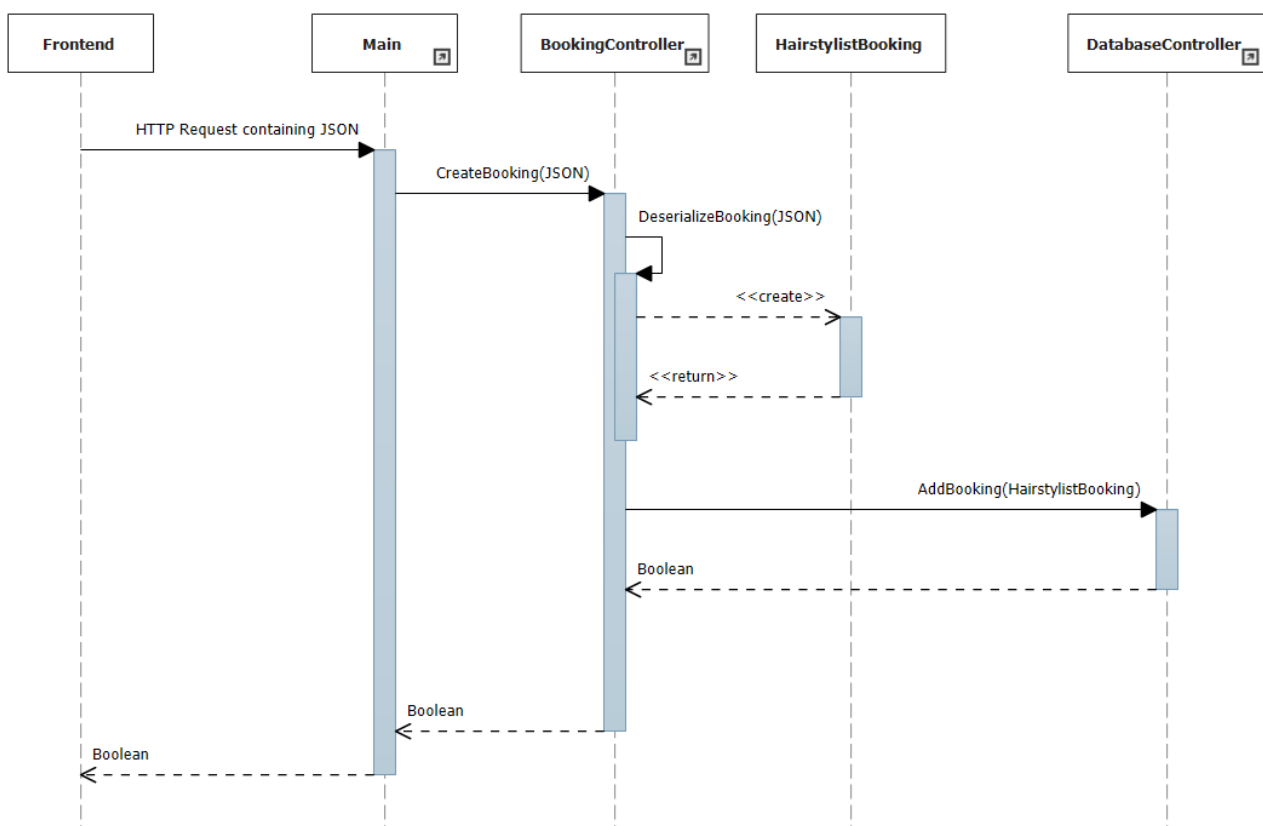 Frontend
Main
BookingController
HairstylistBooking
DatabaseController
HTTP Request containing JSON
CreateBooking(JSON)
DeserializeBooking(JSON)
<<create>>
<<return>>
AddBooking(HairstylistBooking)
Boolean
Boolean
Boolean